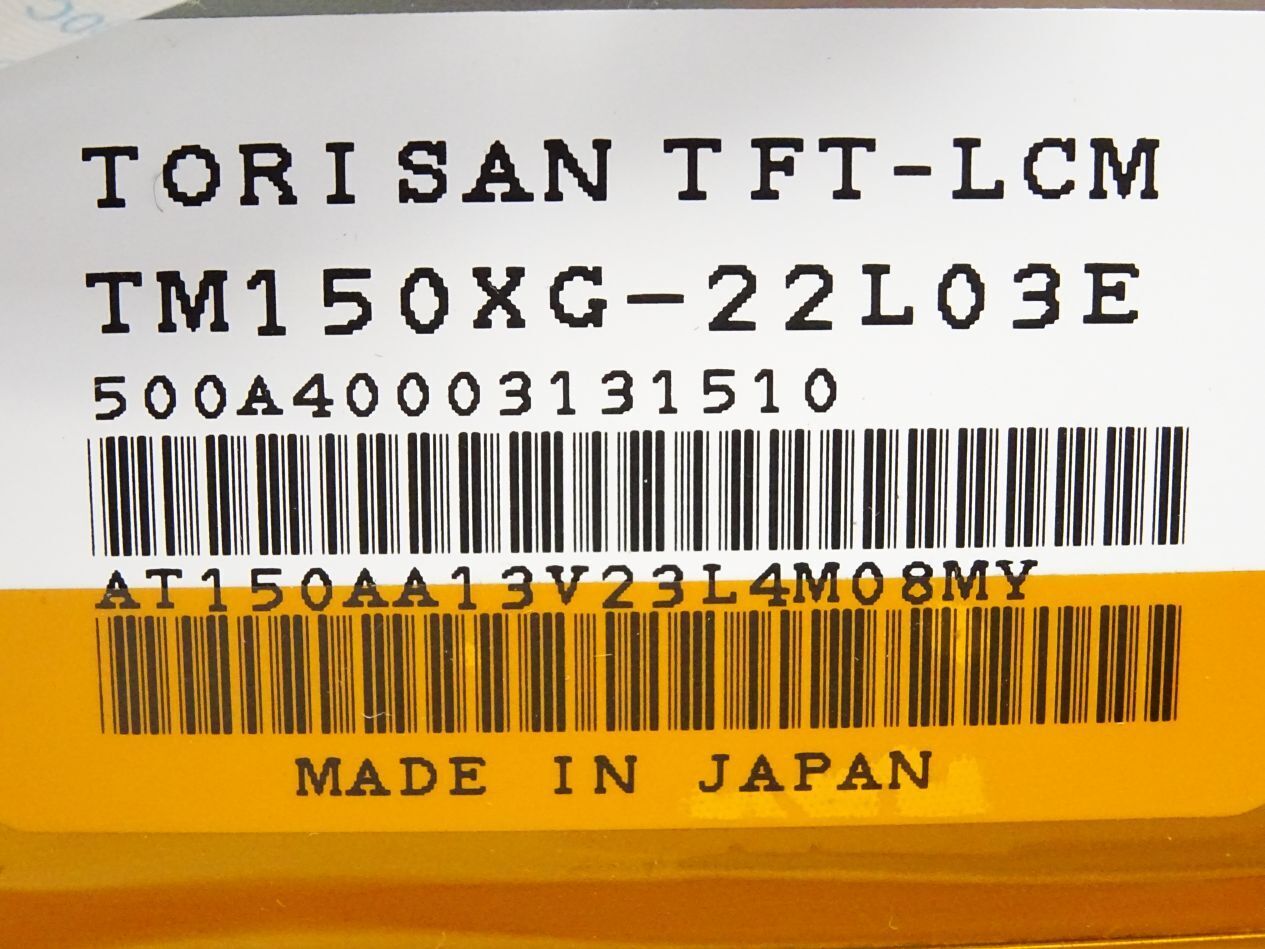 TORISAN TFT-LCM
TM150XG-22L03E
500A40003131510
AT150AA13V23L4M08MY
MADE IN JAPAN